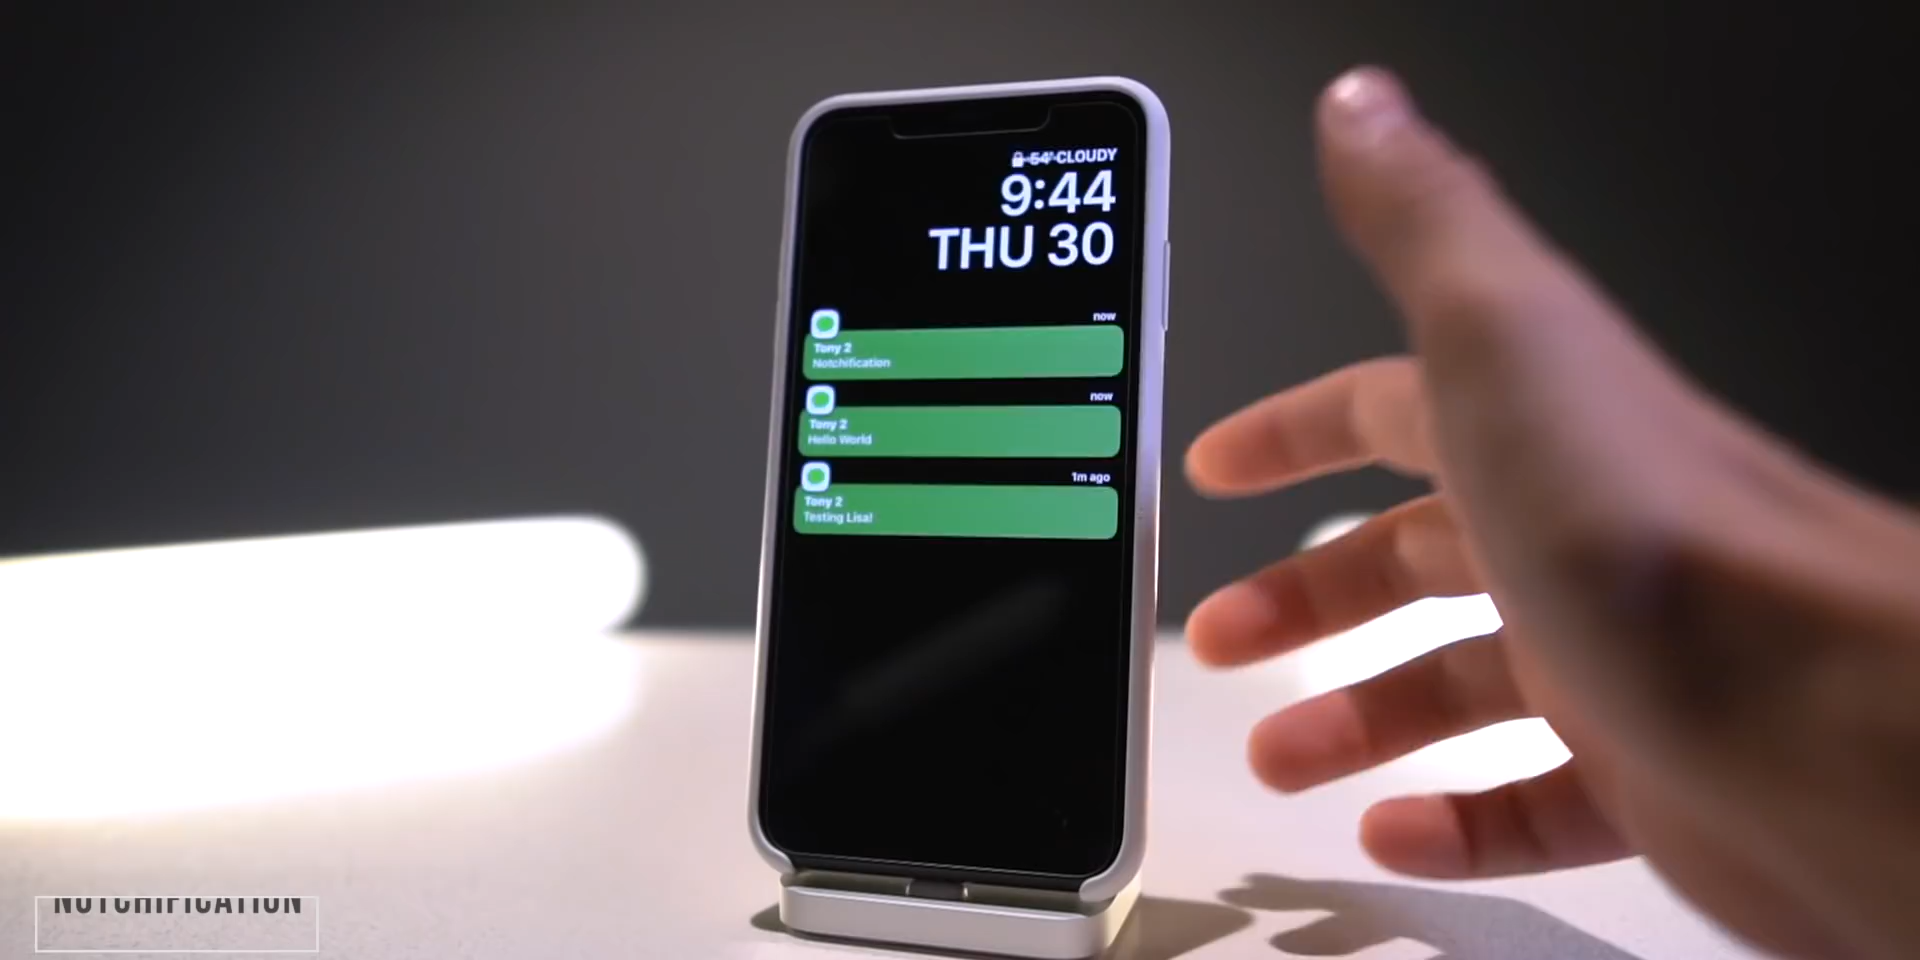 54° CLOUDY
9:44
THU 30
now
Tony 2
Notchification
now
Tony 2
Hello World
1m ago
Tony 2
Testing Lisa!
NOTCHIFICATION